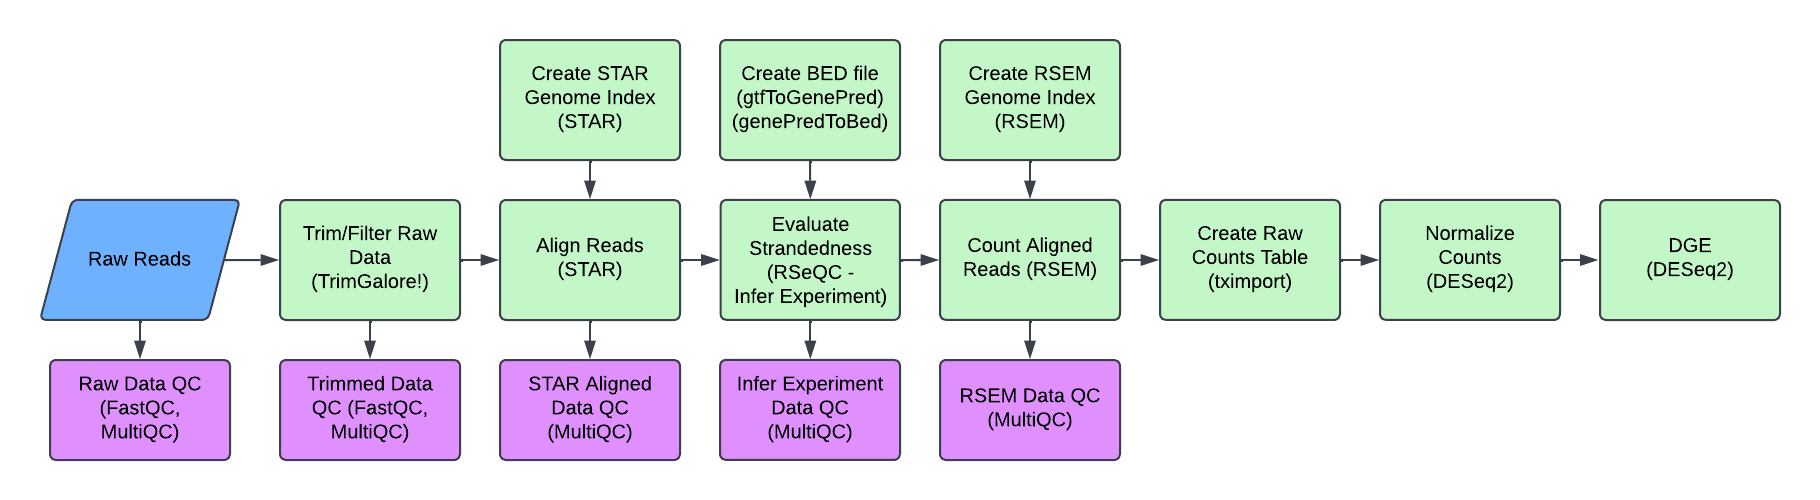 Create STAR
Genome Index
(STAR)
Create BED file
(gtfToGenePred)
(genePredToBed)
Create RSEM
Genome Index
(RSEM)
Raw Reads
Trim/Filter Raw
Data
(TrimGalore!)
Align Reads
(STAR)
Evaluate
Strandedness
(RSeQC -
Infer Experiment)
Count Aligned
Reads (RSEM)
Create Raw
Counts Table
(tximport)
Normalize
Counts
(DESeq2)
DGE
(DESeq2)
Raw Data QC
(FastQC,
MultiQC)
Trimmed Data
QC (FastQC,
MultiQC)
STAR Aligned
Data QC
(MultiQC)
Infer Experiment
Data QC
(MultiQC)
RSEM Data QC
(MultiQC)